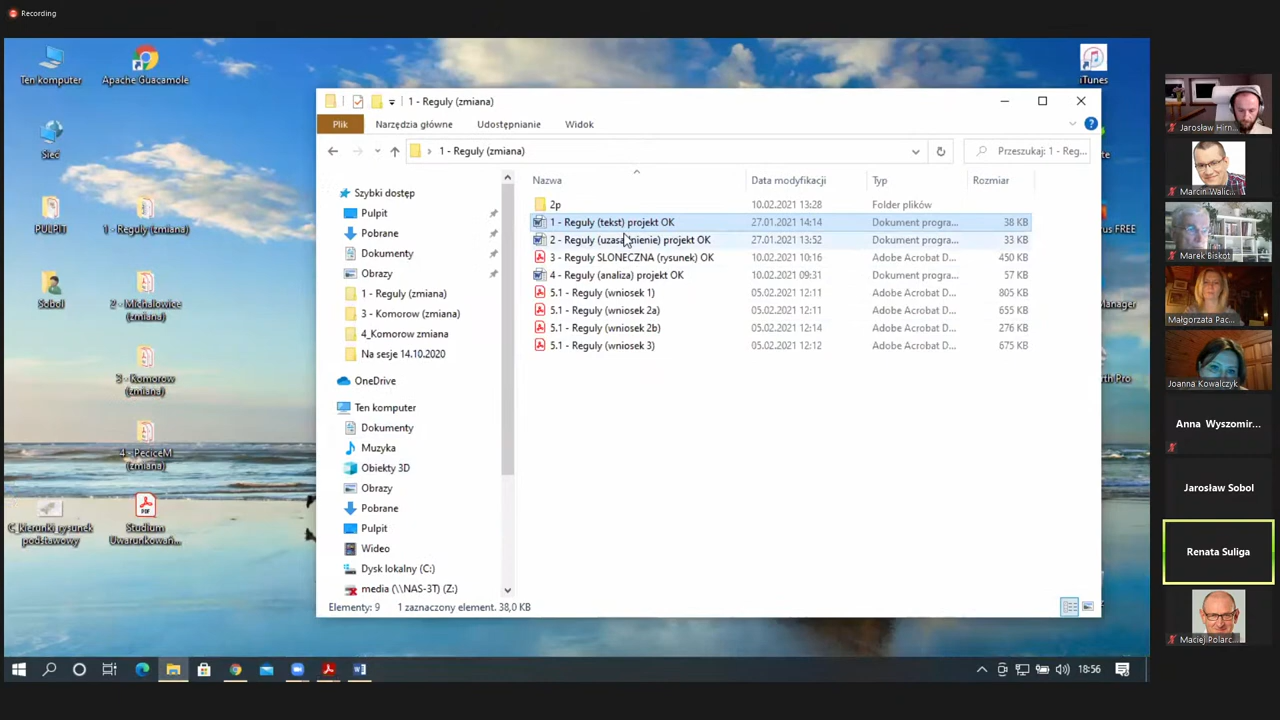 Recording
Ten komputer
Apache Guacamole
iTunes
Sieć
PULPIT
1 - Reguly (zmiana)
Sobol
2 - Michalowice (zmiana)
3 - Komorow (zmiana)
4 - PeciceM (zmiana)
C_kierunki_rysunek podstawowy
Studium Uwarunkowań...
1 - Reguly (zmiana)
Plik
Narzędzia główne
Udostępnianie
Widok
1 - Reguly (zmiana)
Przeszukaj: 1 - Reg...
Szybki dostęp
Pulpit
Pobrane
Dokumenty
Obrazy
1 - Reguly (zmiana)
3 - Komorow (zmiana)
4_Komorow zmiana
Na sesje 14.10.2020
OneDrive
Ten komputer
Dokumenty
Muzyka
Obiekty 3D
Obrazy
Pobrane
Pulpit
Wideo
Dysk lokalny (C:)
media (\\NAS-3T) (Z:)
Nazwa Data modyfikacji Typ Rozmiar
2p 10.02.2021 13:28 Folder plików
1 - Reguly (tekst) projekt OK 27.01.2021 14:14 Dokument progra... 38 KB
2 - Reguly (uzasadnienie) projekt OK 27.01.2021 13:52 Dokument progra... 33 KB
3 - Reguly SLONECZNA (rysunek) OK 10.02.2021 10:16 Adobe Acrobat D... 450 KB
4 - Reguly (analiza) projekt OK 10.02.2021 09:31 Dokument progra... 57 KB
5.1 - Reguly (wniosek 1) 05.02.2021 12:11 Adobe Acrobat D... 805 KB
5.1 - Reguly (wniosek 2a) 05.02.2021 12:11 Adobe Acrobat D... 655 KB
5.1 - Reguly (wniosek 2b) 05.02.2021 12:14 Adobe Acrobat D... 276 KB
5.1 - Reguly (wniosek 3) 05.02.2021 12:12 Adobe Acrobat D... 675 KB
Elementy: 9 1 zaznaczony element. 38,0 KB
rus FREE
Manager
rth Pro
18:56
Jarosław Hirn...
Marcin Walic...
Marek Biskot
Małgorzata Pac...
Joanna Kowalczyk
Anna Wyszomir...
Jarosław Sobol
Renata Suliga
Maciej Polarc...